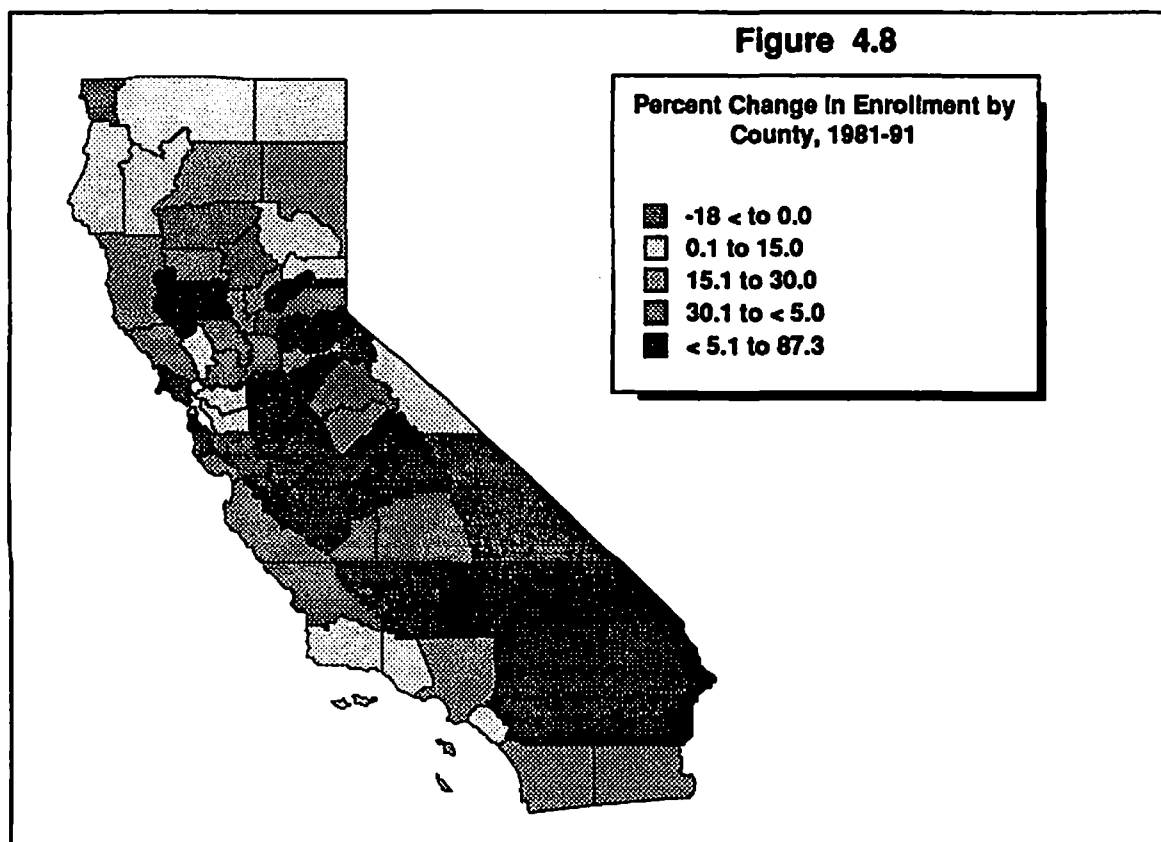 Figure 4.8
Percent Change in Enrollment by
County, 1981-91
-18 < to 0.0
0.1 to 15.0
15.1 to 30.0
30.1 to < 5.0
< 5.1 to 87.3